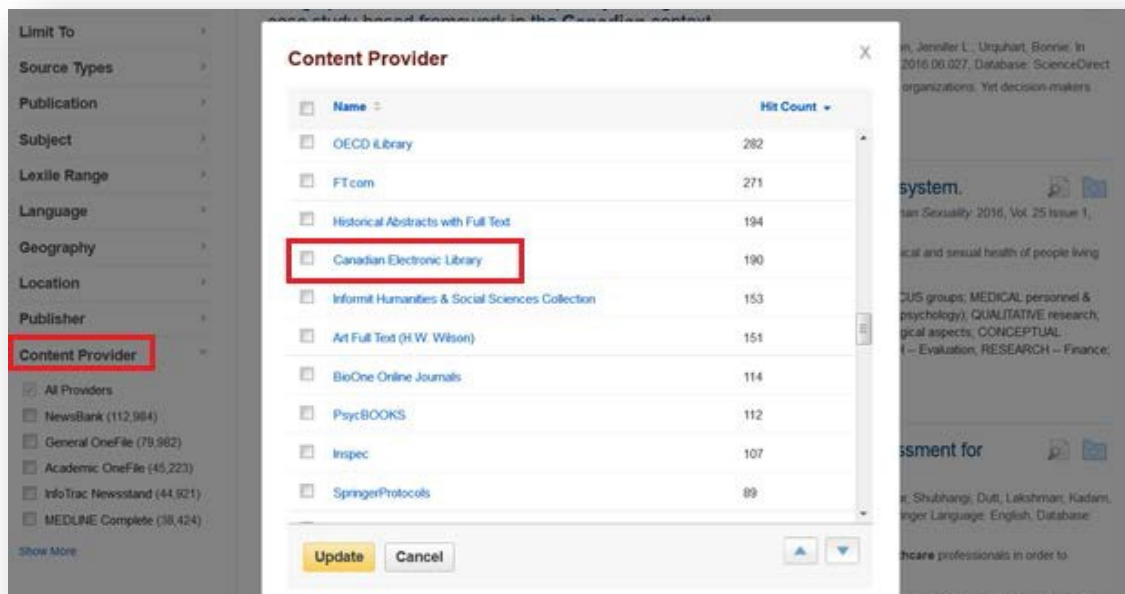 case study based framework in the Canadian context
Limit To
Source Types
Publication
Subject
Lexile Range
Language
Geography
Location
Publisher
Content Provider
All Providers
NewsBank (112,984)
General OneFile (79,982)
Academic OneFile (45,223)
InfoTrac Newsstand (44,921)
MEDLINE Complete (38,424)
Show More
Content Provider X
Name Hit Count
OECD iLibrary 282
FT.com 271
Historical Abstracts with Full Text 194
Canadian Electronic Library 190
Informit Humanities & Social Sciences Collection 153
Art Full Text (H.W. Wilson) 151
BioOne Online Journals 114
PsycBOOKS 112
Inspec 107
SpringerProtocols 89
Update Cancel
Jennifer L., Urquhart, Bonnie. In
2016.06.027, Database: ScienceDirect
organizations. Yet decision-makers
system.
Sexuality. 2016, Vol. 25 Issue 1,
and sexual health of people living
groups; MEDICAL personnel &
psychology); QUALITATIVE research;
aspects; CONCEPTUAL
-- Evaluation; RESEARCH -- Finance;
for
Shubhangi; Dutt, Lakshman; Kadam,
Language: English, Database:
professionals in order to